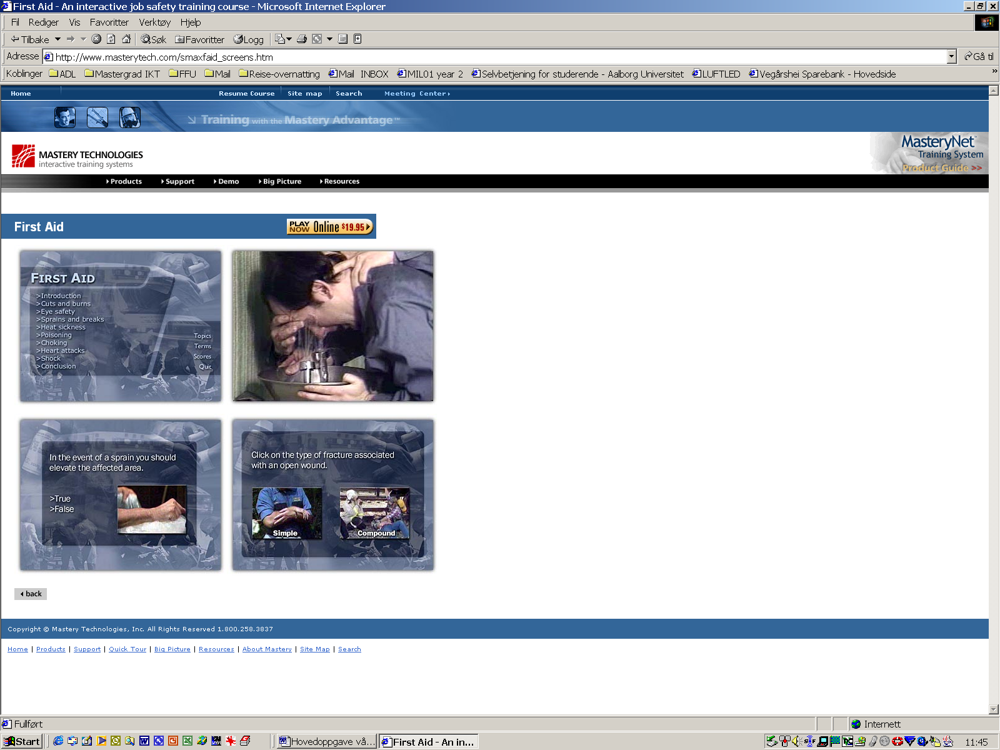 First Aid - An interactive job safety training course - Microsoft Internet Explorer
Fil Rediger Vis Favoritter Verktøy Hjelp
Tilbake Søk Favoritter Logg
Adresse http://www.masterytech.com/smaxfaid_screens.htm Gå til
Koblinger ADL Mastergrad IKT FFU Mail Reise-overnatting Mail INBOX MIL01 year 2 Selvbetjening for studerende - Aalborg Universitet LUFTLED Vegårshei Sparebank - Hovedside »
Home Resume Course Site map Search Meeting Center
Training with the Mastery Advantage™
MASTERY TECHNOLOGIES
interactive training systems
MasteryNet™
Training System
Product Guide >>
Products Support Demo Big Picture Resources
First Aid
PLAY NOW Online $19.95
FIRST AID
>Introduction
>Cuts and burns
>Eye safety
>Sprains and breaks
>Heat sickness
>Poisoning
>Choking
>Heart attacks
>Shock
>Conclusion
Topics
Terms
Scores
Quit
In the event of a sprain you should
elevate the affected area.
>True
>False
Click on the type of fracture associated
with an open wound.
Simple
Compound
back
Copyright © Mastery Technologies, Inc. All Rights Reserved 1.800.258.3837
Home | Products | Support | Quick Tour | Big Picture | Resources | About Mastery | Site Map | Search
Fullført Internett
Start Hovedoppgave vå... First Aid - An in... 11:45